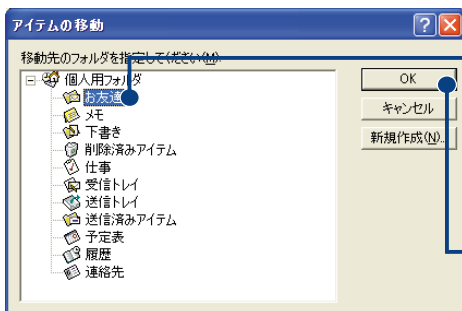 アイテムの移動
移動先のフォルダを指定してください(M):
個人用フォルダ
お友達
メモ
下書き
削除済みアイテム
仕事
受信トレイ
送信トレイ
送信済みアイテム
予定表
履歴
連絡先
OK
キャンセル
新規作成(N)...